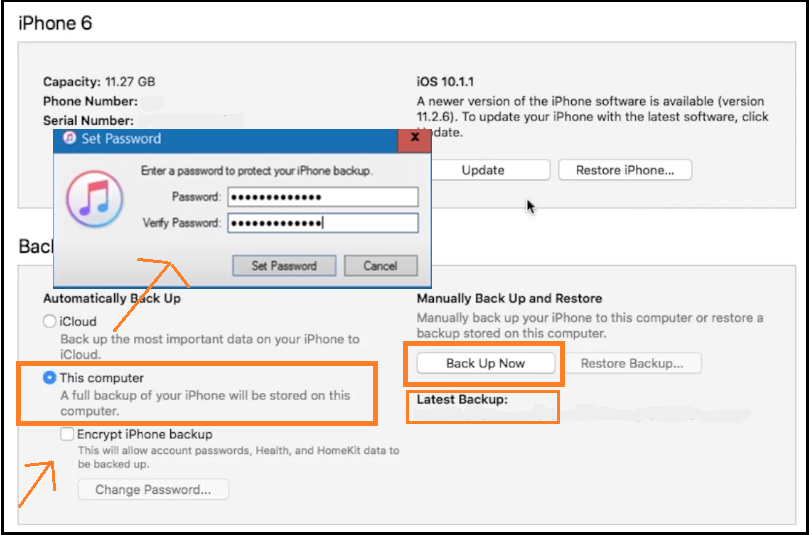 iPhone 6
Capacity: 11.27 GB
Phone Number:
Serial Number:
iOS 10.1.1
A newer version of the iPhone software is available (version
11.2.6). To update your iPhone with the latest software, click
Update.
Update
Restore iPhone...
Set Password
x
Enter a password to protect your iPhone backup.
Password: •••••••••••••
Verify Password: •••••••••••••
Set Password
Cancel
Back
Automatically Back Up
iCloud
Back up the most important data on your iPhone to
iCloud.
This computer
A full backup of your iPhone will be stored on this
computer.
Encrypt iPhone backup
This will allow account passwords, Health, and HomeKit data to
be backed up.
Change Password...
Manually Back Up and Restore
Manually back up your iPhone to this computer or restore a
backup stored on this computer.
Back Up Now
Restore Backup...
Latest Backup: